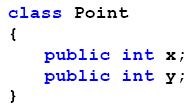 class Point
{
    public int x;
    public int y;
}